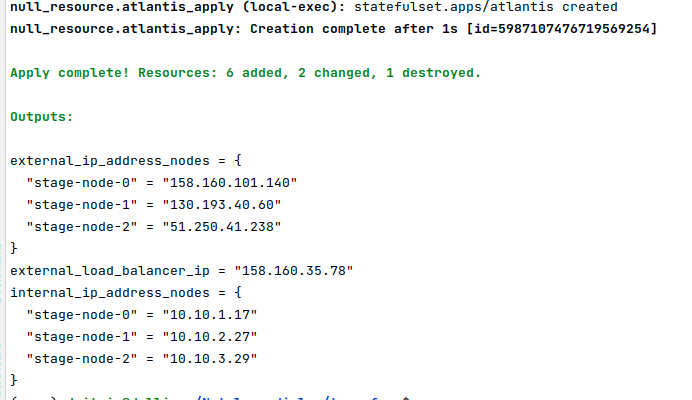 null_resource.atlantis_apply (local-exec): statefulset.apps/atlantis created
null_resource.atlantis_apply: Creation complete after 1s [id=5987107476719569254]
Apply complete! Resources: 6 added, 2 changed, 1 destroyed.
Outputs:
external_ip_address_nodes = {
"stage-node-0" = "158.160.101.140"
"stage-node-1" = "130.193.40.60"
"stage-node-2" = "51.250.41.238"
}
external_load_balancer_ip = "158.160.35.78"
internal_ip_address_nodes = {
"stage-node-0" = "10.10.1.17"
"stage-node-1" = "10.10.2.27"
"stage-node-2" = "10.10.3.29"
}